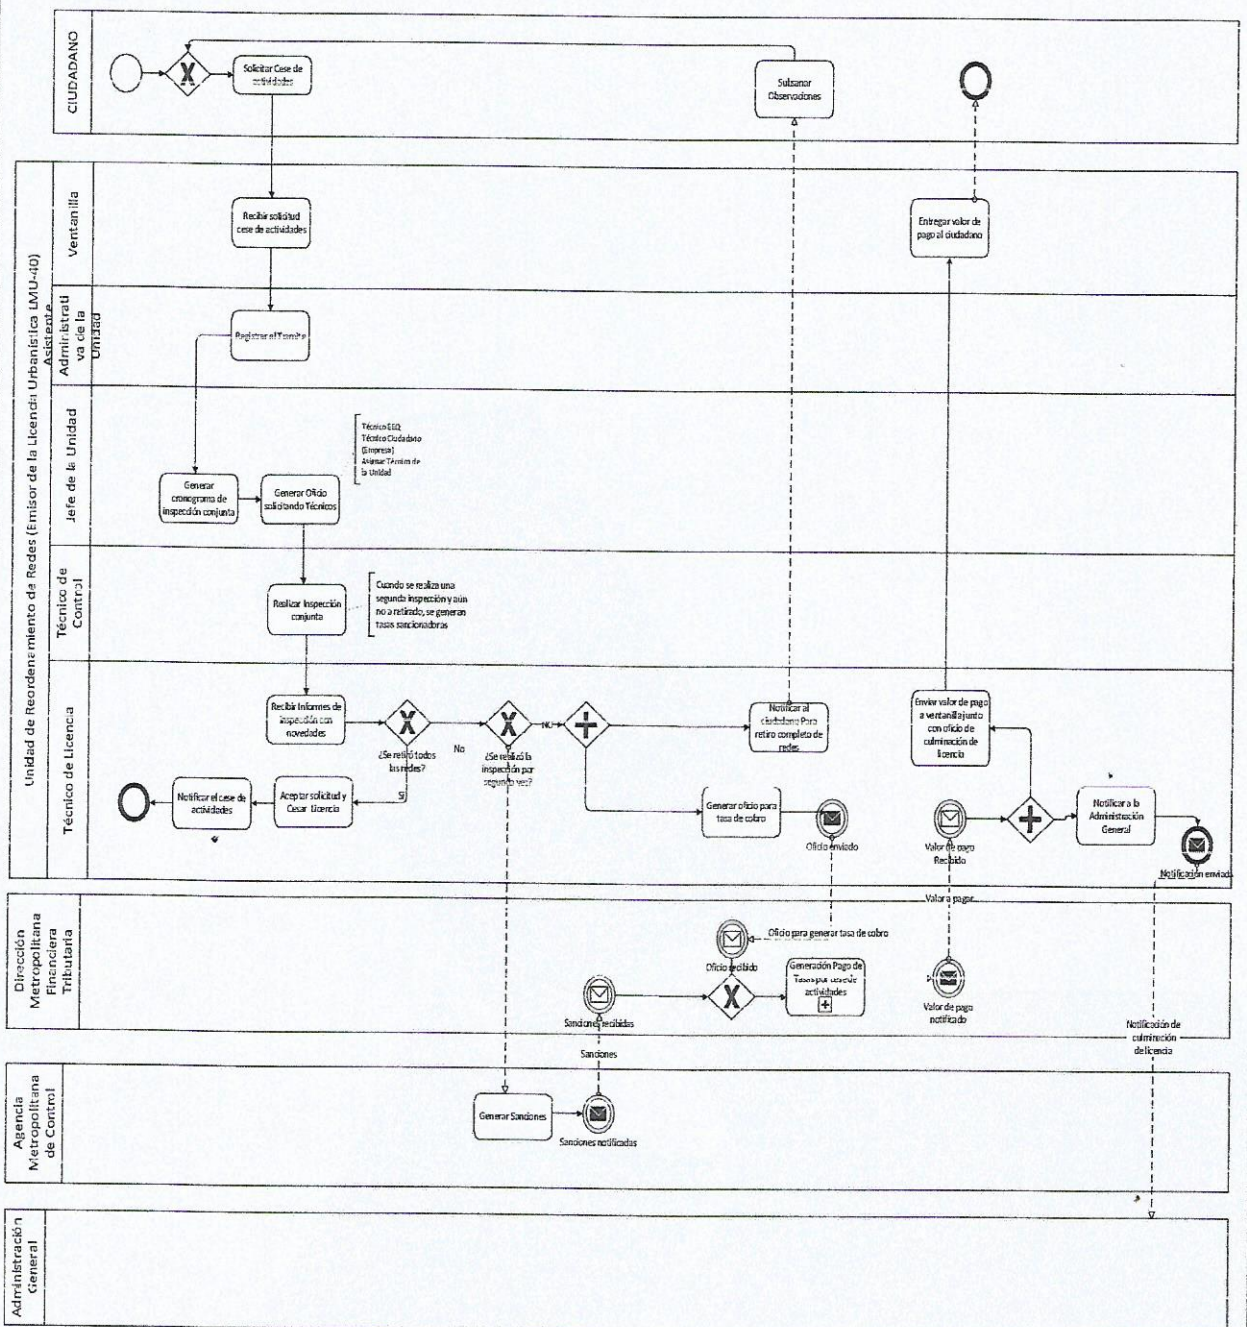 CIUDADANO
Solicitar Cese de
actividades
Subsanar
Observaciones
Unidad de Reordenamiento de Redes (Emisor de la Licencia Urbanística LMU-40)
Ventanilla
Recibir solicitud
cese de actividades
Entregar valor de
pago al ciudadano
Asistente
Administrati
va de la
Unidad
Registrar el Tramite
Jefe de la Unidad
Generar
cronograma de
inspección conjunta
Generar Oficio
solicitando Técnicos
Técnico EEQ
Técnico Ciudadano
(Empresa)
Asignar Técnico de
la Unidad
Técnico de
Control
Realizar Inspección
conjunta
Cuando se realiza una
segunda inspección y aún
no a retirado, se generan
tasas sancionadoras
Técnico de Licencia
Recibir Informes de
inspección con
novedades
¿Se retiró todos
las redes?
No
¿Se realizó la
inspección por
segunda vez?
NO
Notificar al
ciudadano Para
retiro completo de
redes
Enviar valor de pago
a ventanilla junto
con oficio de
culminación de
licencia
Notificar el cese de
actividades
Aceptar solicitud y
Cesar Licencia
Si
Generar oficio para
tasa de cobro
Oficio enviado
Valor de pago
Recibido
Notificar a la
Administración
General
Notificación enviada
Dirección
Metropolitana
Financiera
Tributaria
Valor a pagar
Oficio para generar tasa de cobro
Oficio recibido
Generación Pago de
Tasas por cese de
actividades
Sanciones recibidas
Valor de pago
notificado
Notificación de
culminación
de licencia
Sanciones
Agencia
Metropolitana
de Control
Generar Sanciones
Sanciones notificadas
Administración
General